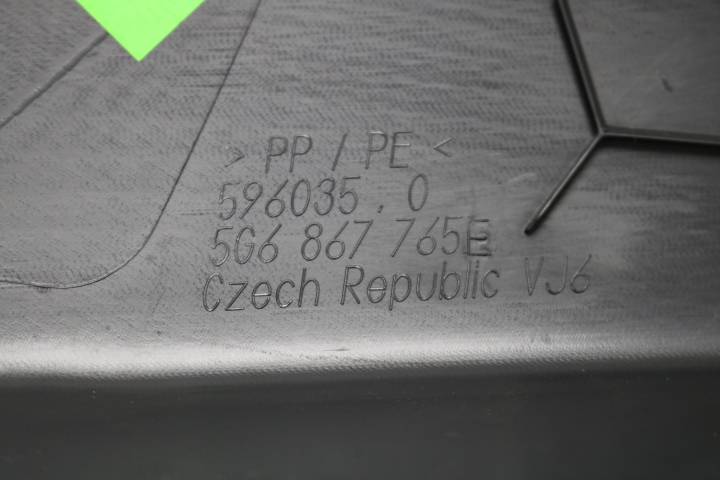 > PP / PE <
596035.0
5G6 867 765E
Czech Republic VJ6